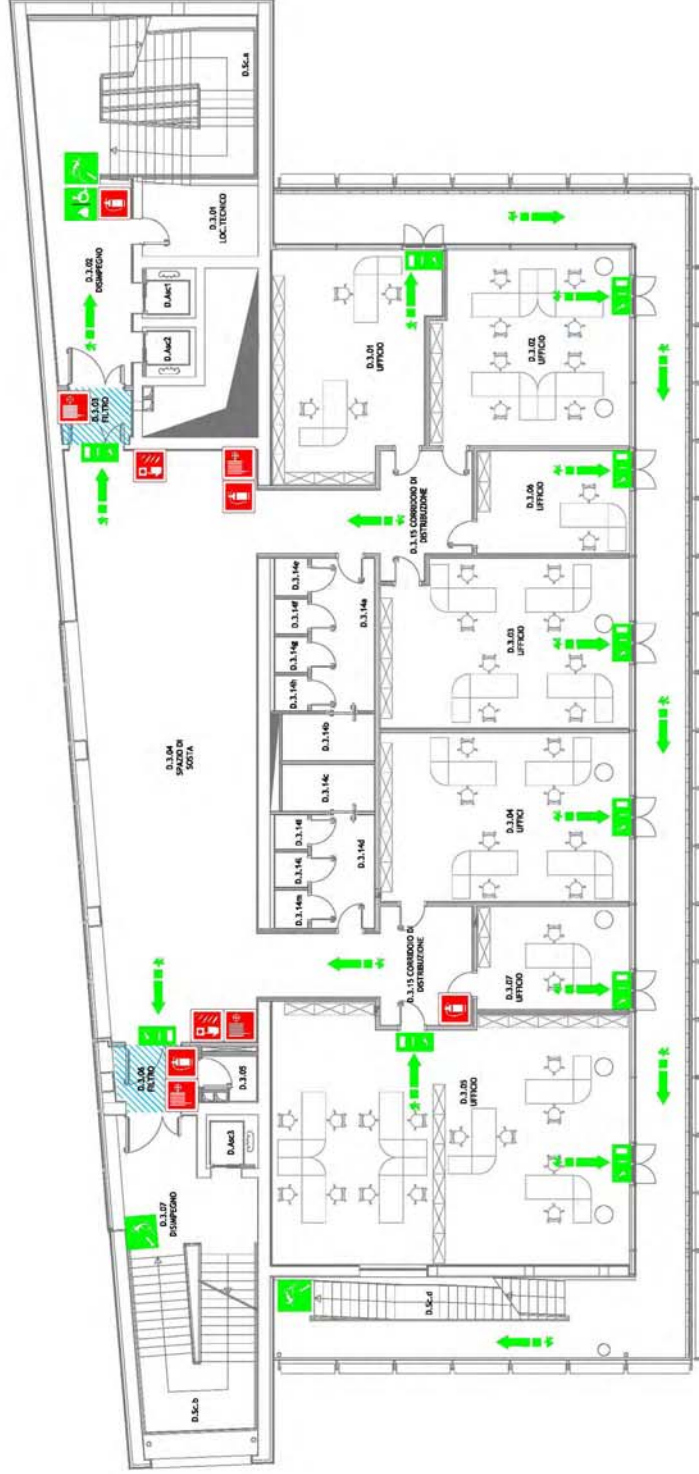 D.Sc.a
D.3.01
LOC.TECNICO
D.3.02
DISIMPEGNO
D.Asc1
D.Asc2
D.3.03
FILTRO
D.3.01
UFFICIO
D.3.02
UFFICIO
D.3.15 CORRIDOIO DI
DISTRIBUZIONE
D.3.06
UFFICIO
D.3.14e
D.3.14f
D.3.14g
D.3.14h
D.3.14a
D.3.03
UFFICIO
D.3.04
SPAZIO DI
SOSTA
D.3.14b
D.3.14c
D.3.14d
D.3.14i
D.3.14L
D.3.14m
D.3.04
UFFICI
D.3.15 CORRIDOIO DI
DISTRIBUZIONE
D.3.07
UFFICIO
D.3.06
FILTRO
D.3.05
D.Asc3
D.3.05
UFFICIO
D.3.07
DISIMPEGNO
D.Sc.b
D.Sc.d